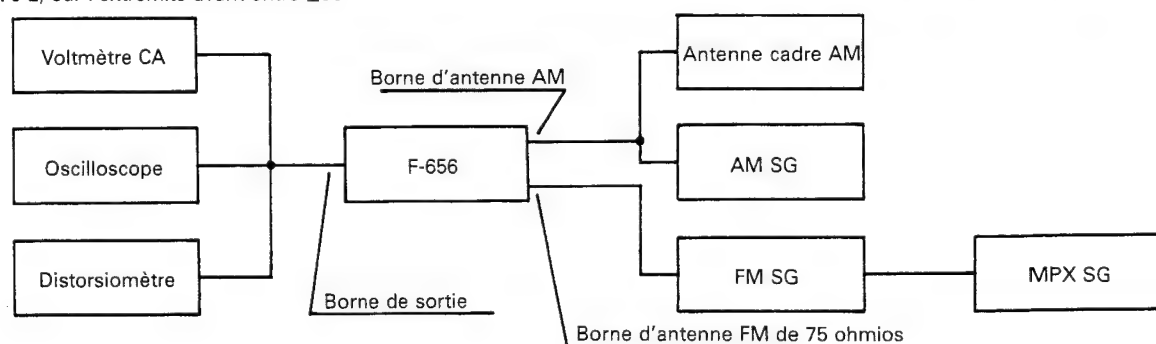 Voltmètre CA
Antenne cadre AM
Borne d'antenne AM
Oscilloscope
F-656
AM SG
Distorsiomètre
FM SG
MPX SG
Borne de sortie
Borne d'antenne FM de 75 ohmios